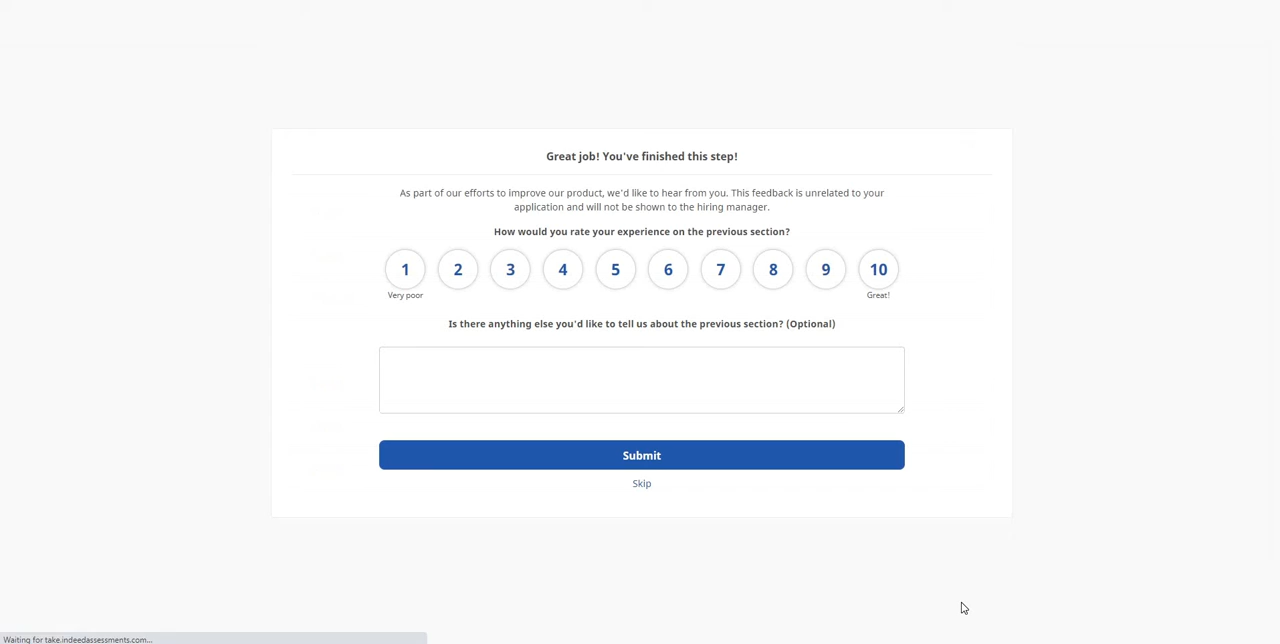 Great job! You've finished this step!
As part of our efforts to improve our product, we'd like to hear from you. This feedback is unrelated to your
application and will not be shown to the hiring manager.
How would you rate your experience on the previous section?
1 2 3 4 5 6 7 8 9 10
Very poor Great!
Is there anything else you'd like to tell us about the previous section? (Optional)
Submit
Skip
Waiting for take.indeedassessments.com...